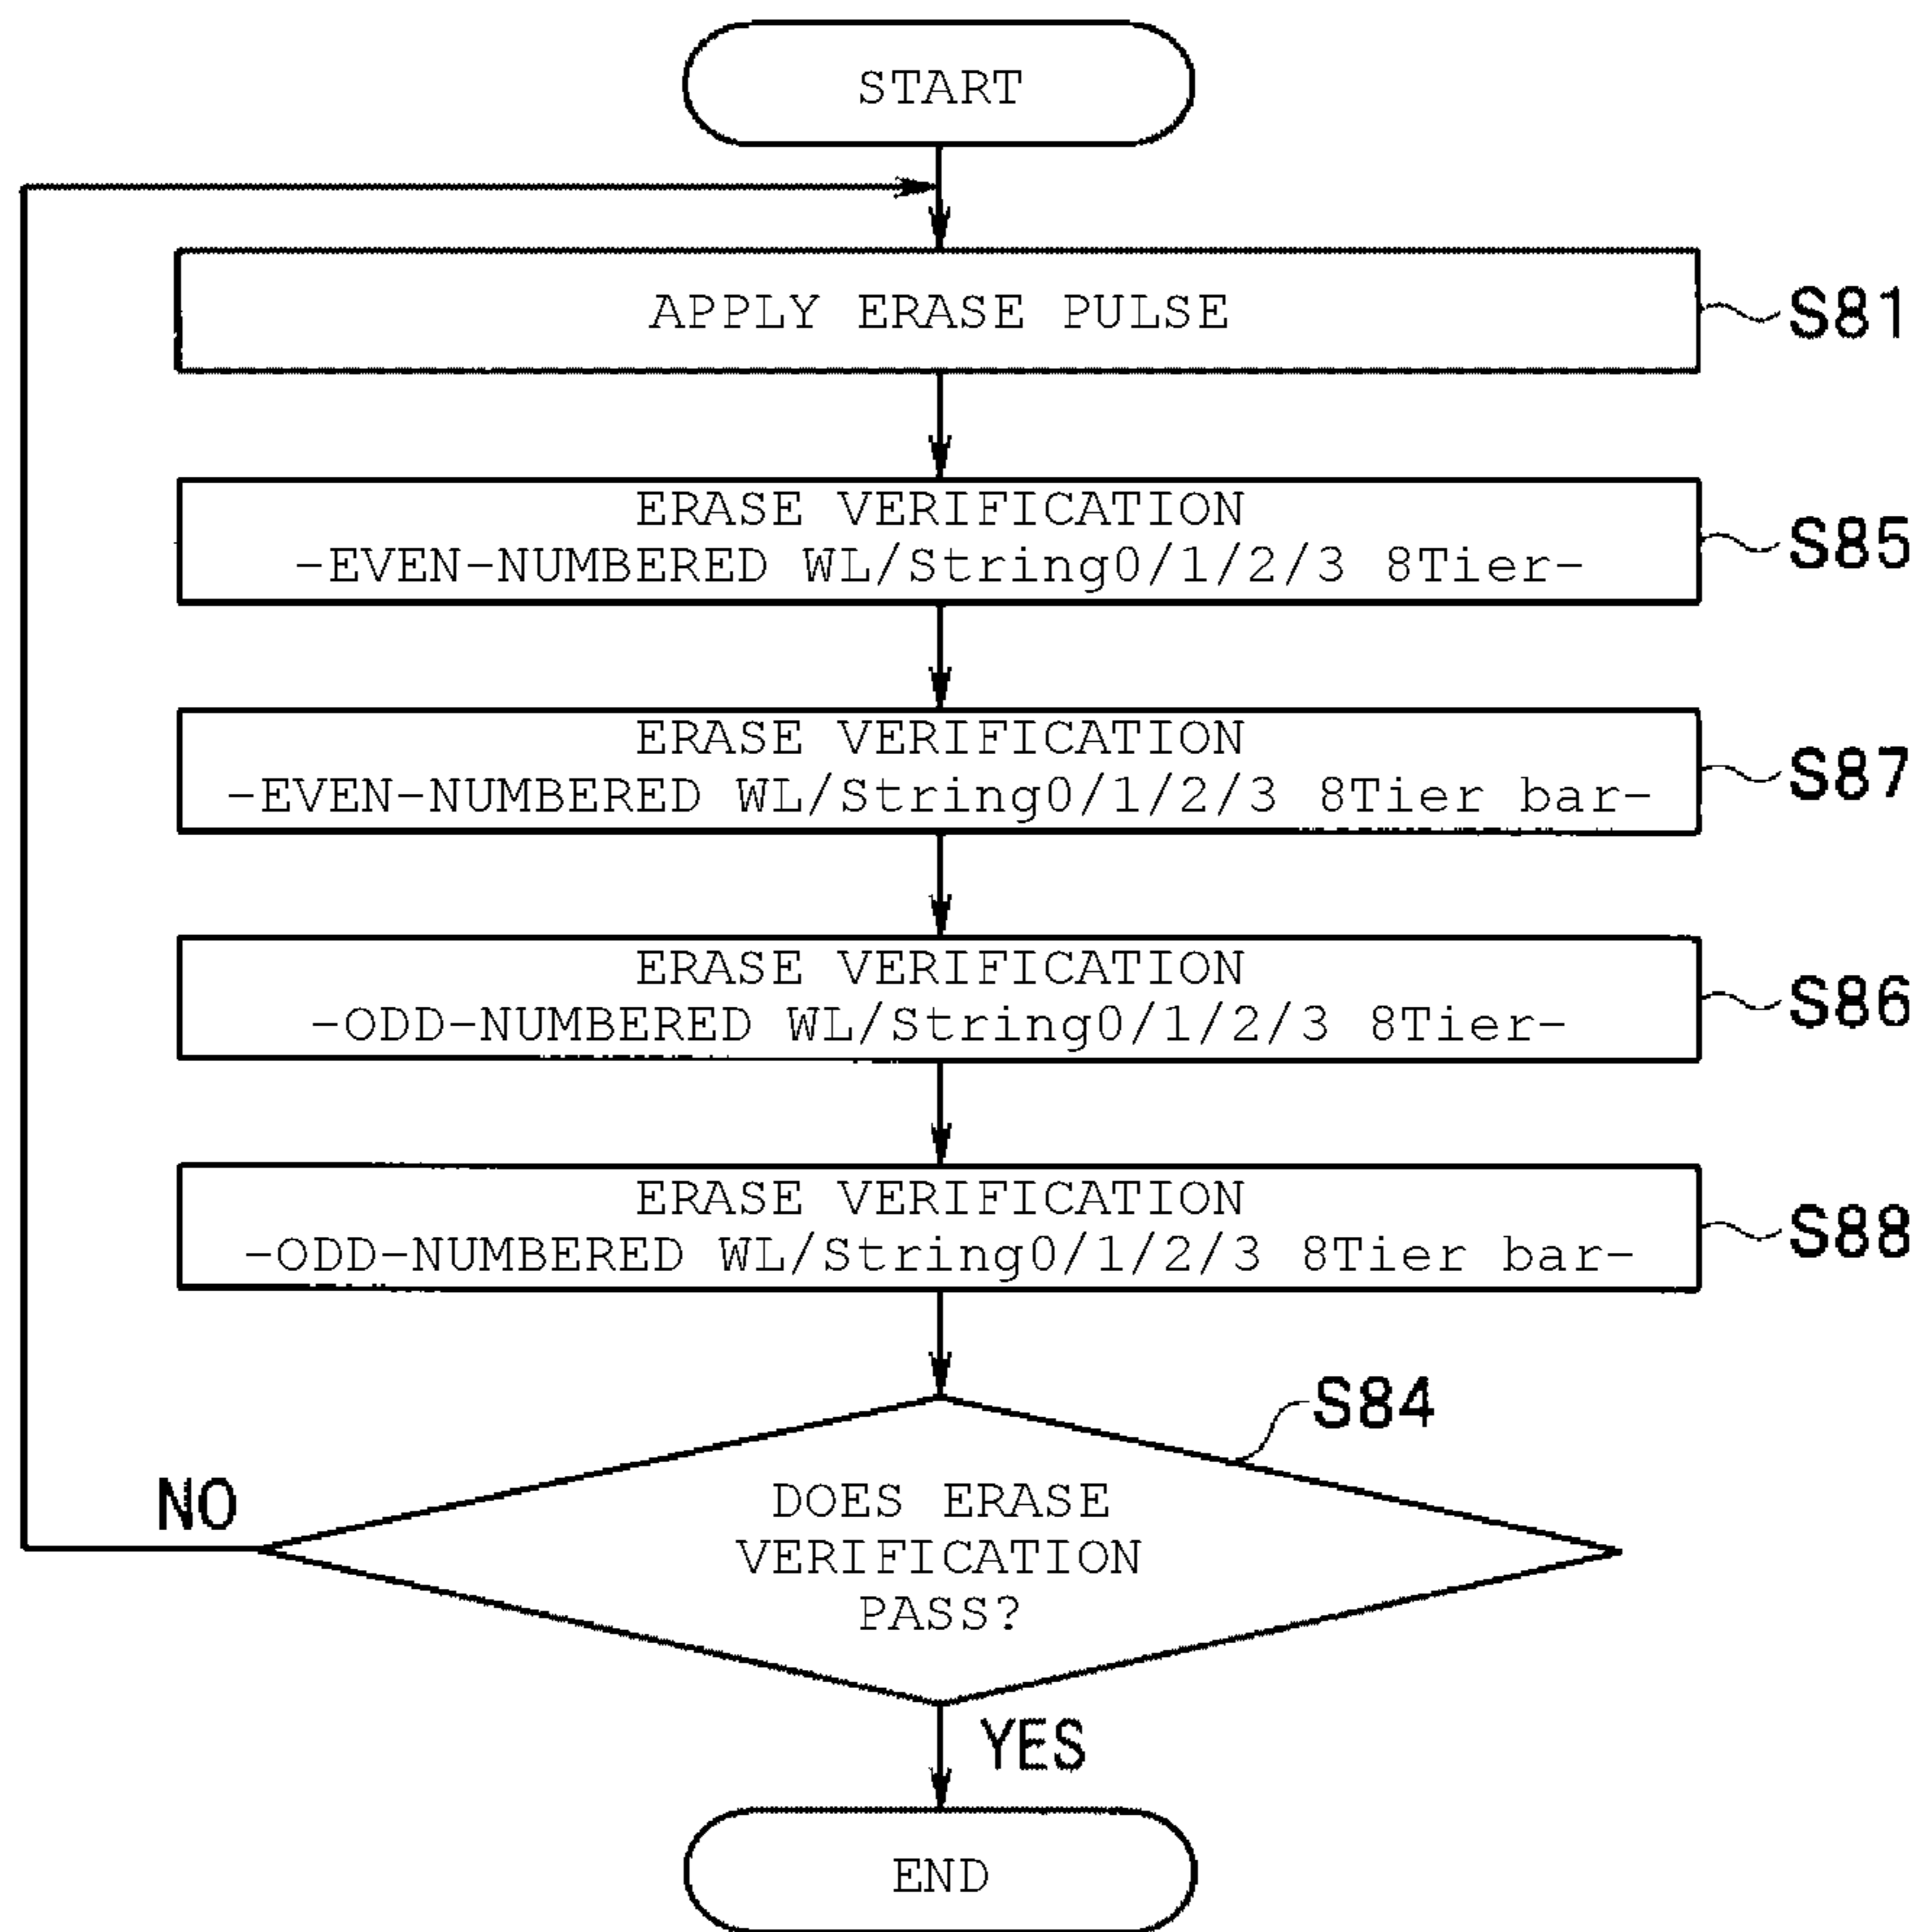 START
APPLY ERASE PULSE
S81
ERASE VERIFICATION
-EVEN-NUMBERED WL/String0/1/2/3 8Tier-
S85
ERASE VERIFICATION
-EVEN-NUMBERED WL/String0/1/2/3 8Tier bar-
S87
ERASE VERIFICATION
-ODD-NUMBERED WL/String0/1/2/3 8Tier-
S86
ERASE VERIFICATION
-ODD-NUMBERED WL/String0/1/2/3 8Tier bar-
S88
S84
DOES ERASE
VERIFICATION
PASS?
NO
YES
END